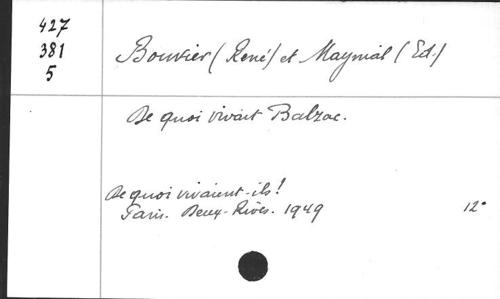 427
381
5
Bouvier (René) et Maynial (Ed.)
De quoi vivait Balzac.
De quoi vivaient-ils!
Paris. Deux-Rives. 1949 12°